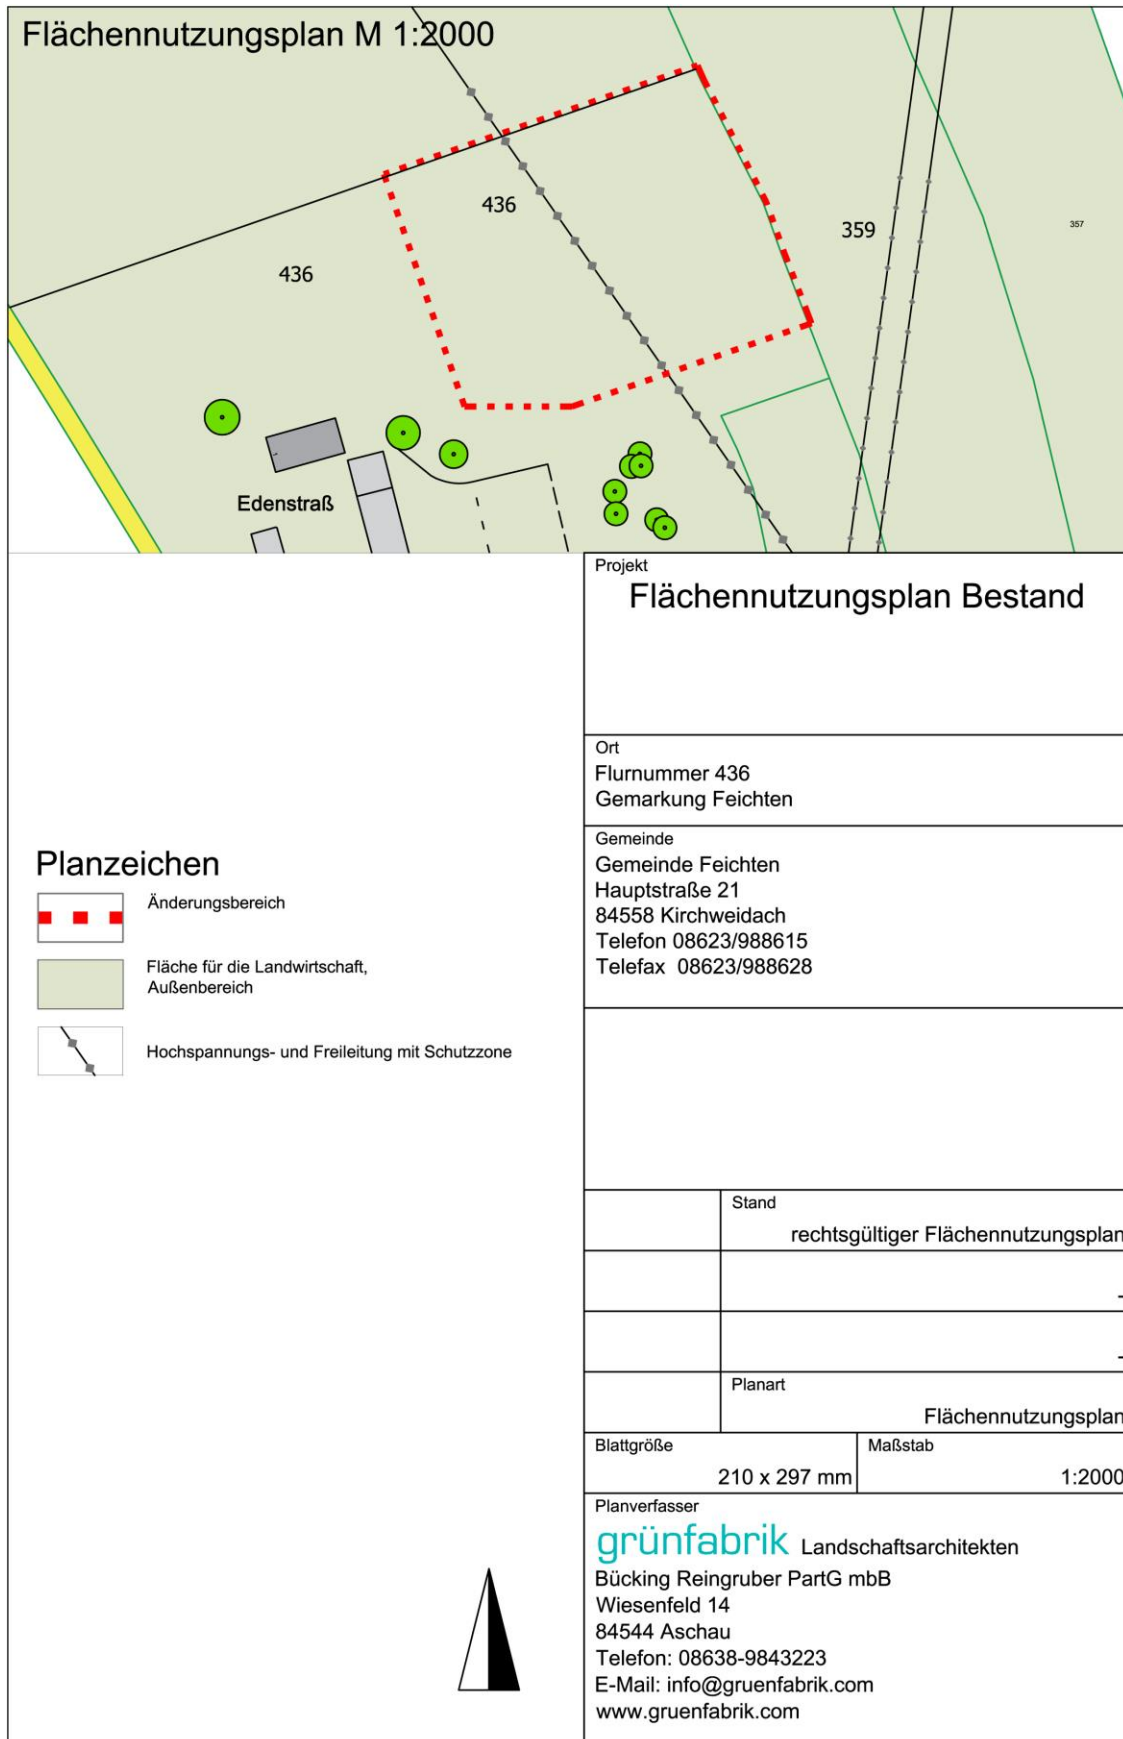 Flächennutzungsplan M 1:2000
436
436
359
357
Edenstraß
Projekt
Flächennutzungsplan Bestand
Ort
Flurnummer 436
Gemarkung Feichten
Gemeinde
Gemeinde Feichten
Hauptstraße 21
84558 Kirchweidach
Telefon 08623/988615
Telefax 08623/988628
Planzeichen
Änderungsbereich
Fläche für die Landwirtschaft,
Außenbereich
Hochspannungs- und Freileitung mit Schutzzone
Stand
rechtsgültiger Flächennutzungsplan
-
-
Planart
Flächennutzungsplan
Blattgröße
210 x 297 mm
Maßstab
1:2000
Planverfasser
grünfabrik Landschaftsarchitekten
Bücking Reingruber PartG mbB
Wiesenfeld 14
84544 Aschau
Telefon: 08638-9843223
E-Mail: info@gruenfabrik.com
www.gruenfabrik.com